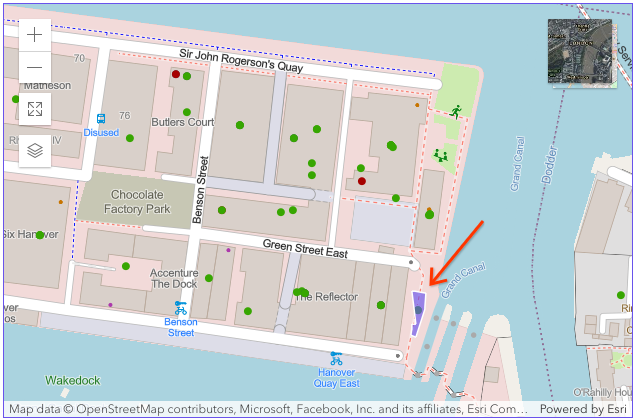 Sir John Rogerson's Quay
70
Matheson
76
Butlers Court
Disused
Benson Street
Chocolate
Factory Park
Grand Canal
Dodder
Six Hanover
Green Street East
Accenture
The Dock
The Reflector
Grand Canal
Benson
Street
Hanover
Quay East
Wakedock
O'Rahilly Hou
Map data © OpenStreetMap contributors, Microsoft, Facebook, Inc. and its affiliates, Esri Com...
Powered by Esri